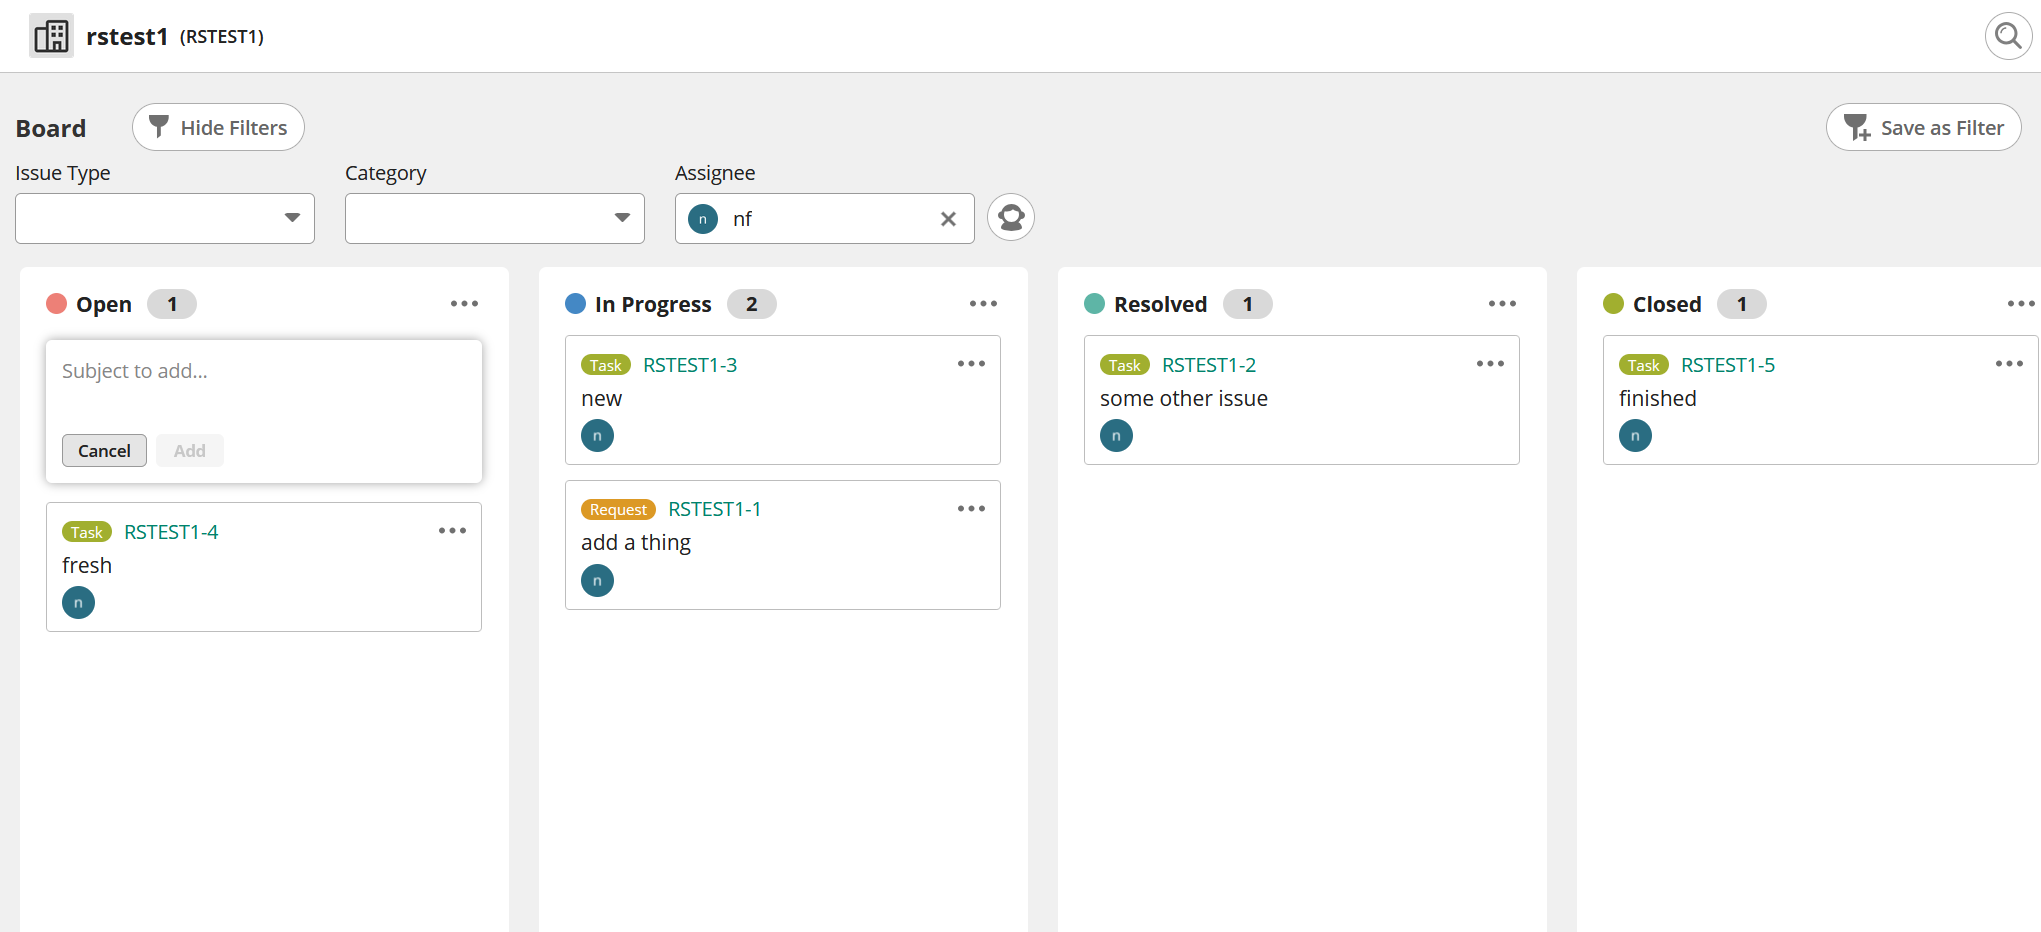 rstest1 (RSTEST1)
Board
Hide Filters
Save as Filter
Issue Type
Category
Assignee
n nf
Open 1
Subject to add...
Cancel Add
Task RSTEST1-4
fresh
n
In Progress 2
Task RSTEST1-3
new
n
Request RSTEST1-1
add a thing
n
Resolved 1
Task RSTEST1-2
some other issue
n
Closed 1
Task RSTEST1-5
finished
n